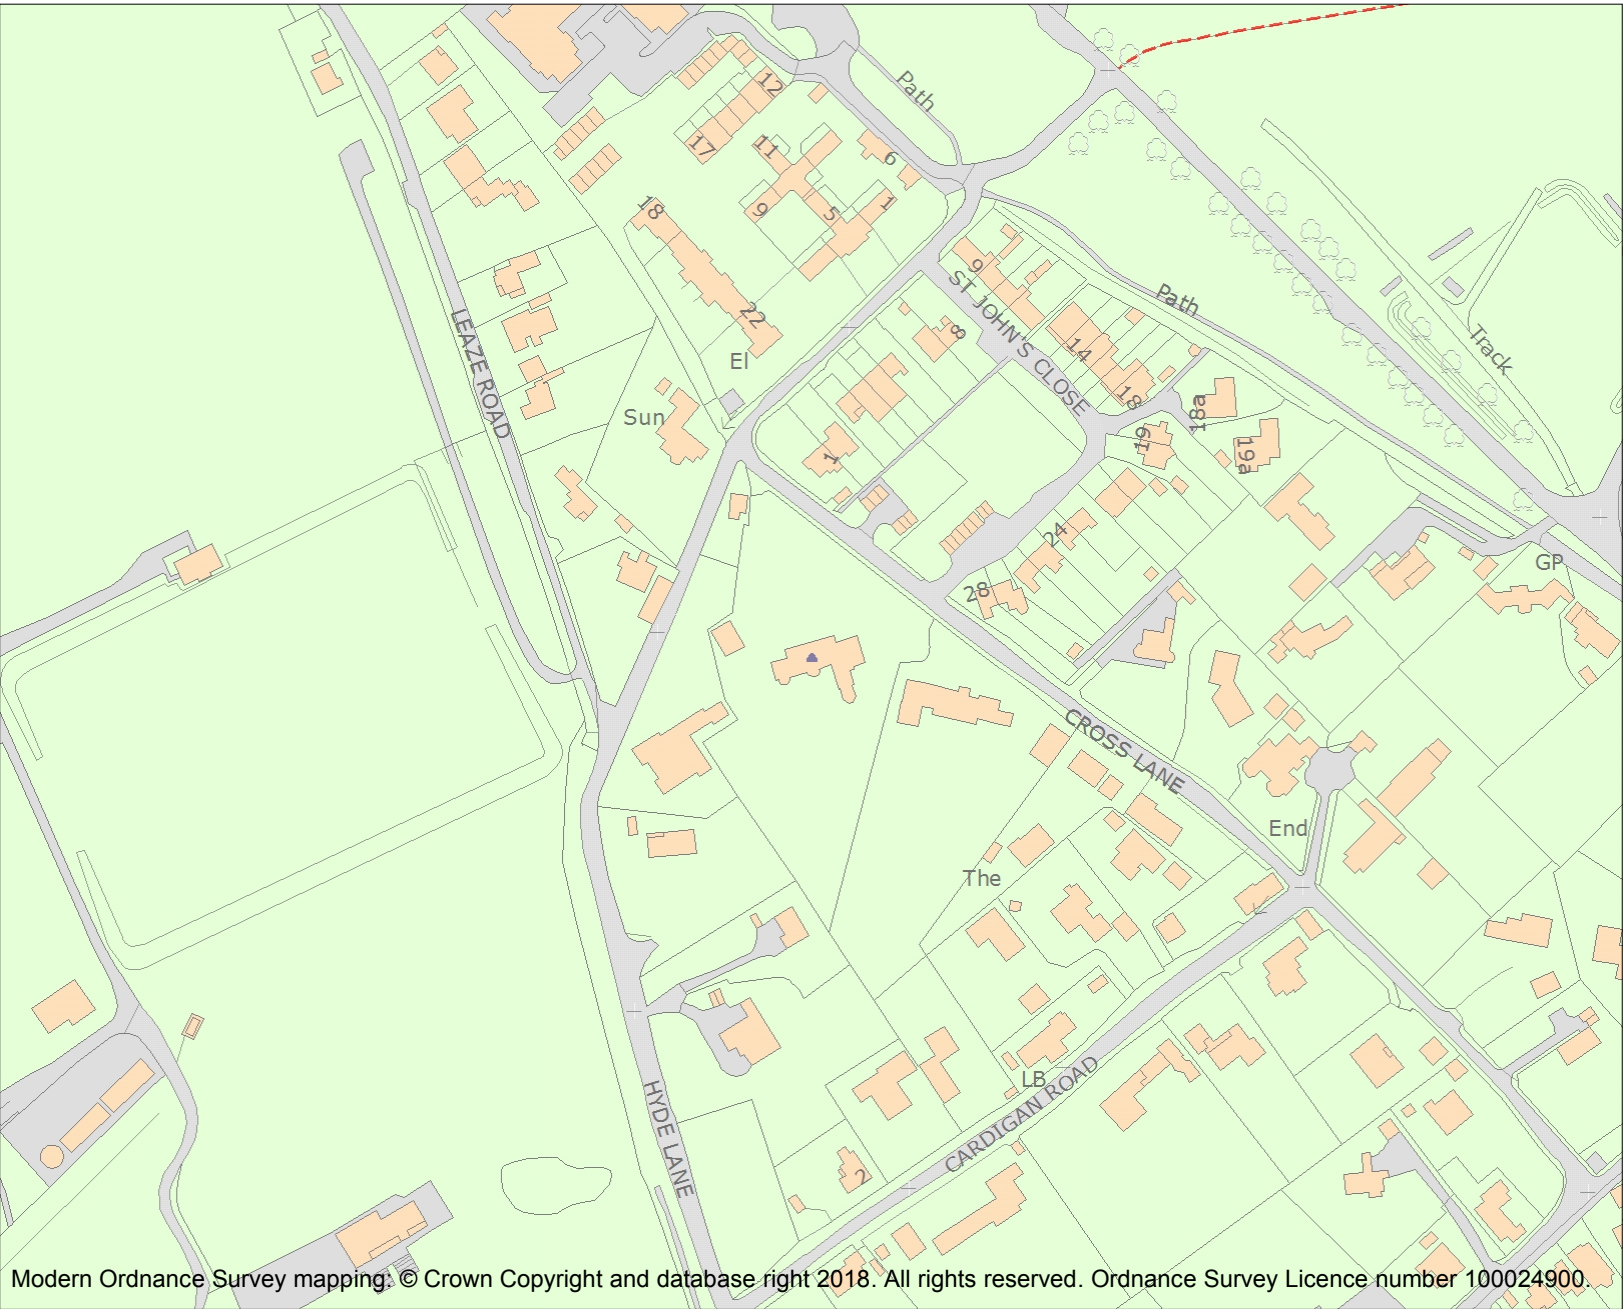 Path
12
17
11
6
9
5
1
18
22
9
ST JOHN'S CLOSE
8
Path
14
18
Track
LEAZE ROAD
El
Sun
18a
19
19a
1
24
28
GP
CROSS LANE
End
The
LB
CARDIGAN ROAD
HYDE LANE
2
Modern Ordnance Survey mapping: © Crown Copyright and database right 2018. All rights reserved. Ordnance Survey Licence number 100024900.